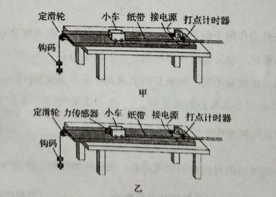 定滑轮 小车 纸带 接电源 打点计时器
钩码
甲
定滑轮 力传感器 小车 纸带 接电源 打点计时器
钩码
乙